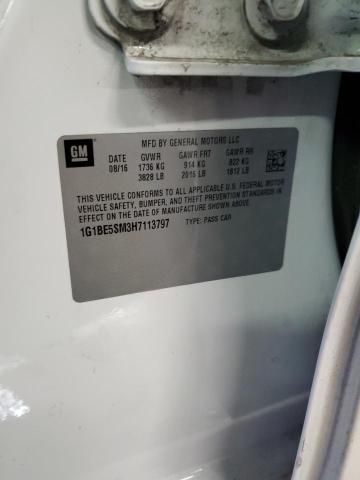 GM
MFD BY GENERAL MOTORS LLC
DATE GVWR GAWR FRT GAWR RR
08/16 1736 KG 914 KG 822 KG
3828 LB 2015 LB 1812 LB
THIS VEHICLE CONFORMS TO ALL APPLICABLE U.S. FEDERAL MOTOR
VEHICLE SAFETY, BUMPER, AND THEFT PREVENTION STANDARDS IN
EFFECT ON THE DATE OF MANUFACTURE SHOWN ABOVE.
1G1BE5SM3H7113797 TYPE: PASS CAR